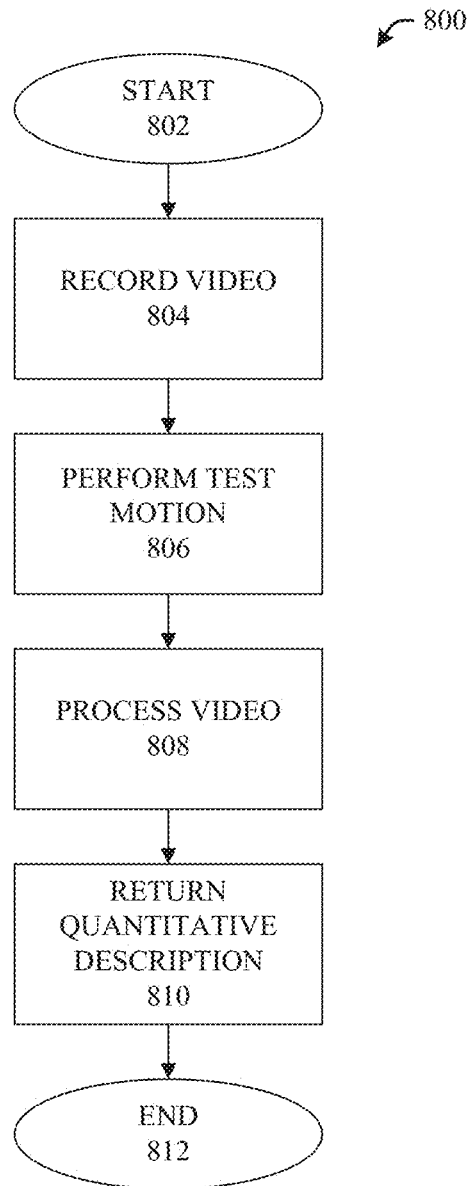 800
START
802
RECORD VIDEO
804
PERFORM TEST
MOTION
806
PROCESS VIDEO
808
RETURN
QUANTITATIVE
DESCRIPTION
810
END
812